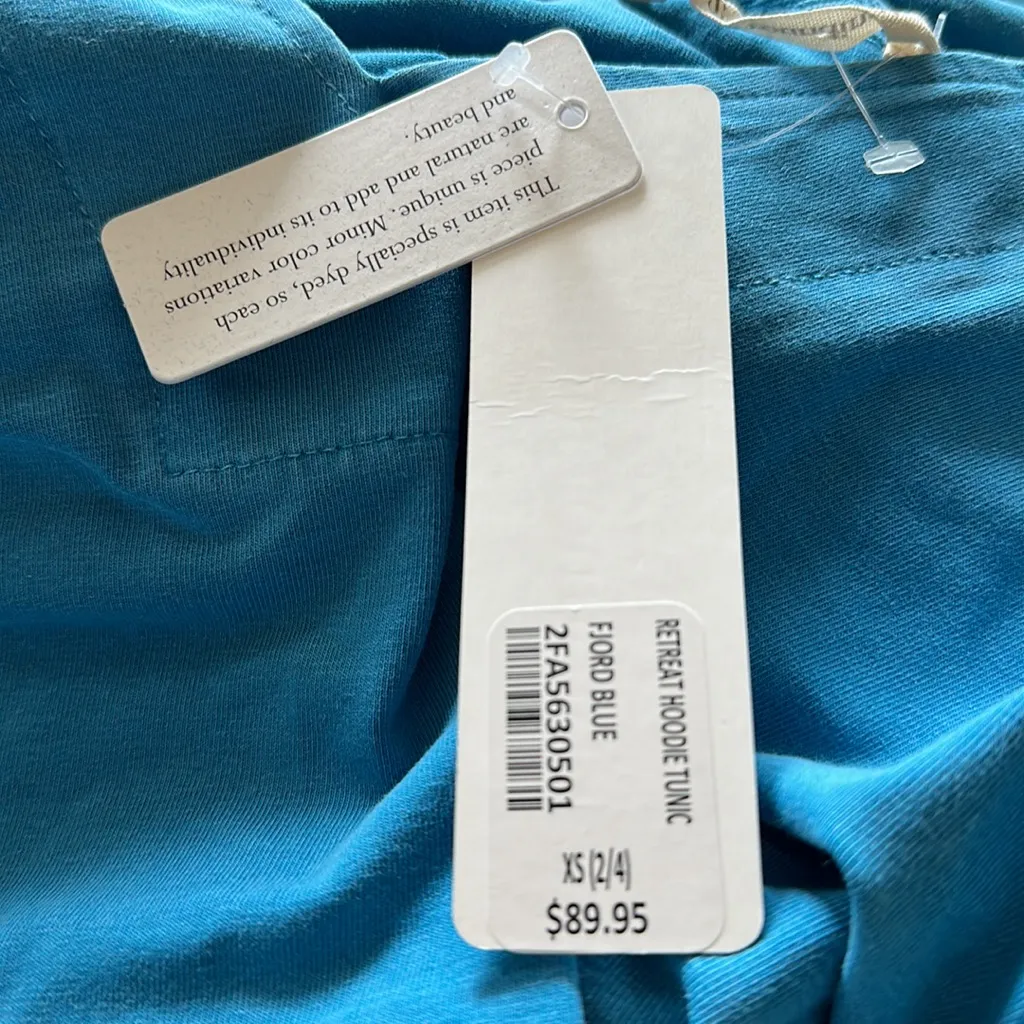 This item is specially dyed, so each
piece is unique. Minor color variations
are natural and add to its individuality
and beauty.
RETREAT HOODIE TUNIC
FJORD BLUE
2FA5630501
XS (2/4)
$89.95